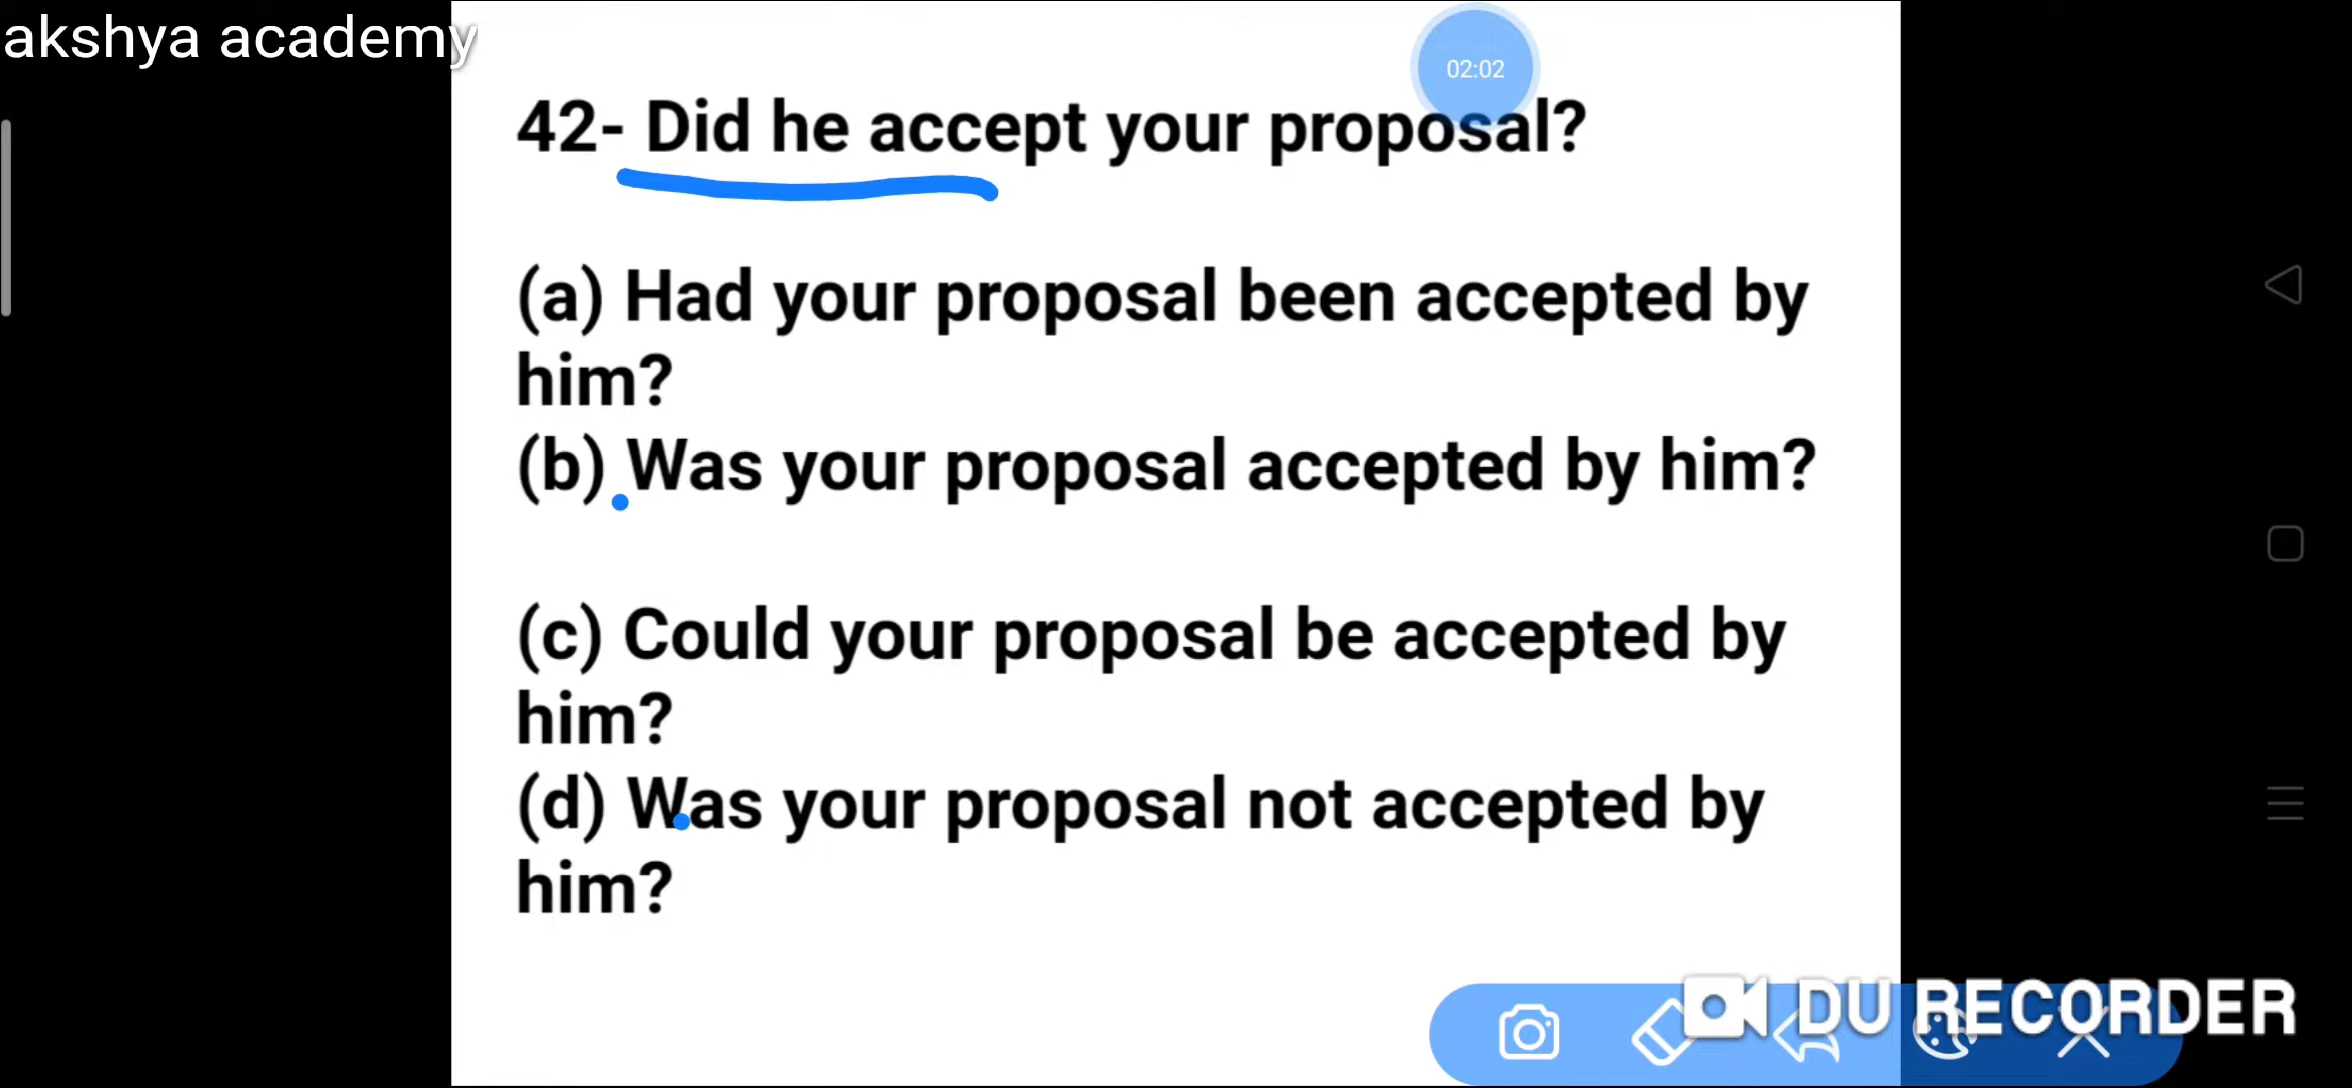 akshya academy
02:02
42- Did he accept your proposal?
(a) Had your proposal been accepted by
him?
(b) Was your proposal accepted by him?
(c) Could your proposal be accepted by
him?
(d) Was your proposal not accepted by
him?
DU RECORDER